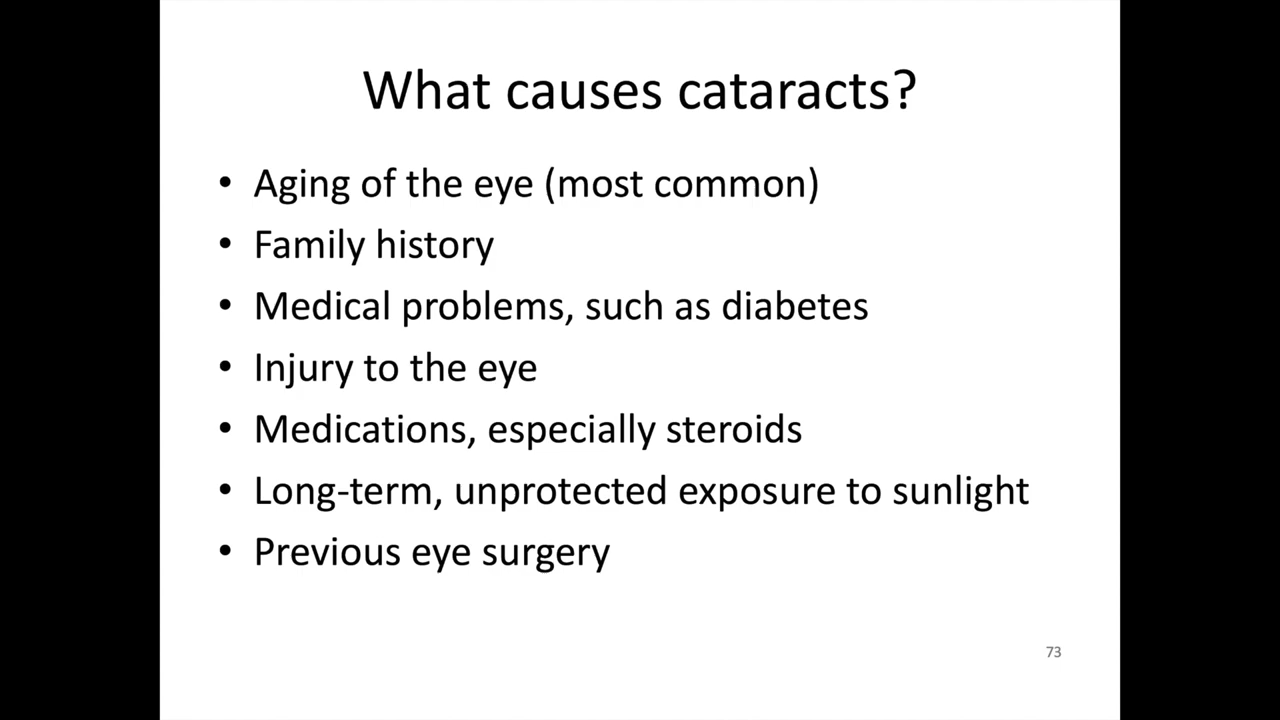 What causes cataracts?
• Aging of the eye (most common)
• Family history
• Medical problems, such as diabetes
• Injury to the eye
• Medications, especially steroids
• Long-term, unprotected exposure to sunlight
• Previous eye surgery
73